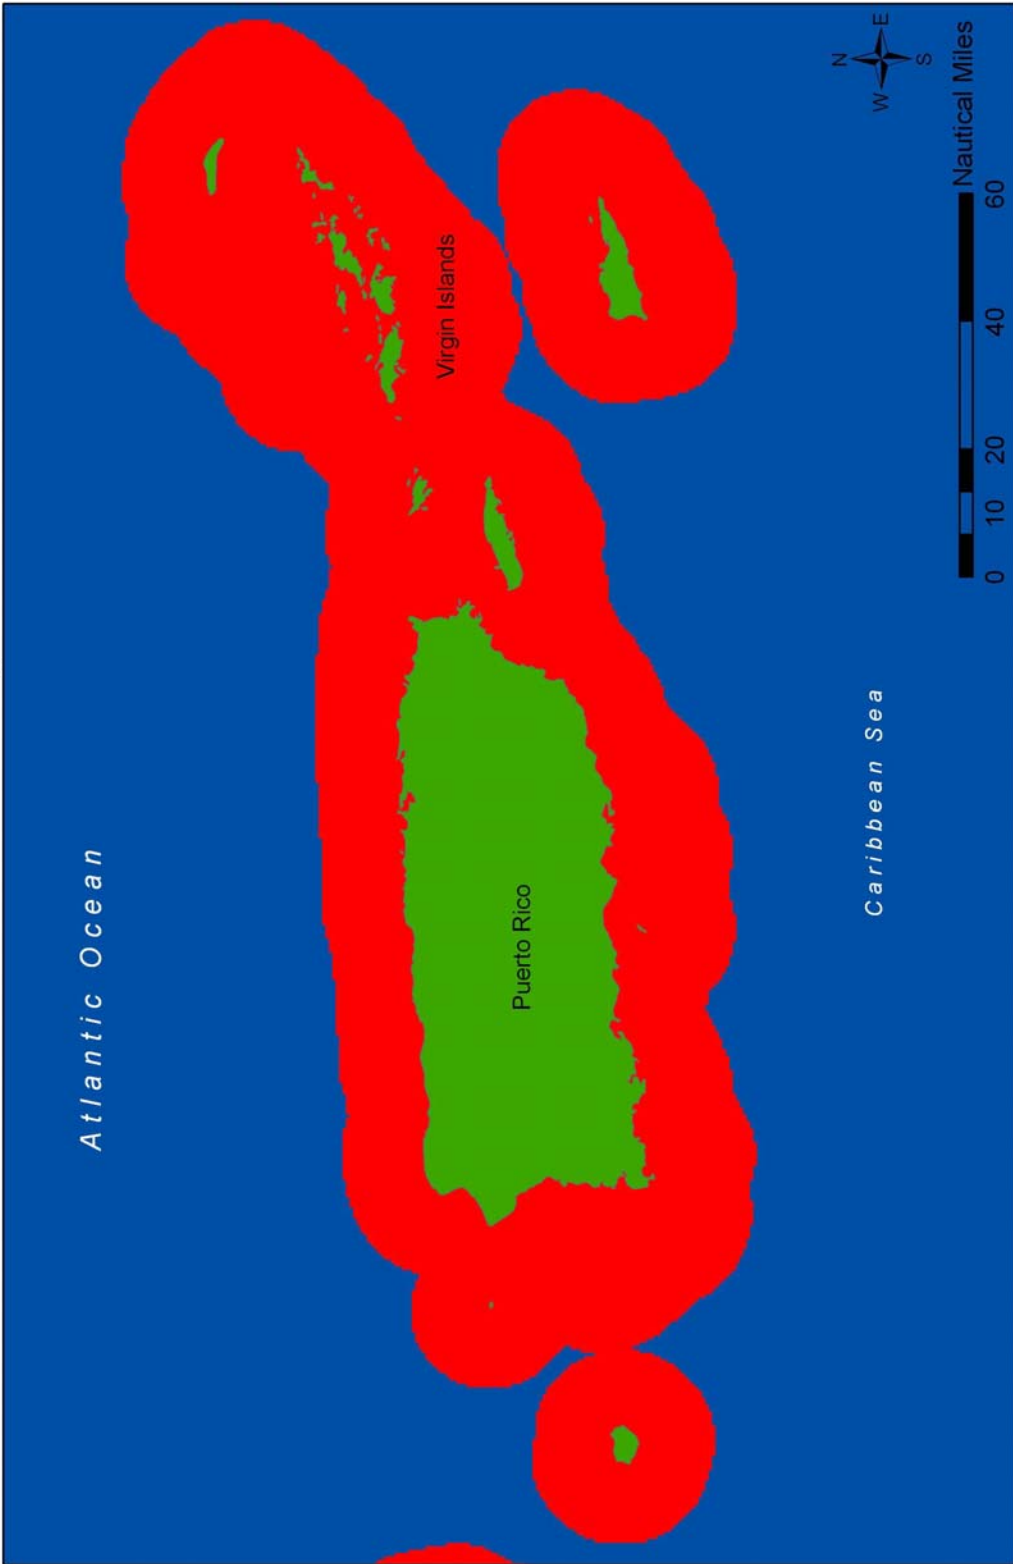 Atlantic Ocean
Virgin Islands
Puerto Rico
Caribbean Sea
N
W
E
S
0 10 20 40 60
Nautical Miles